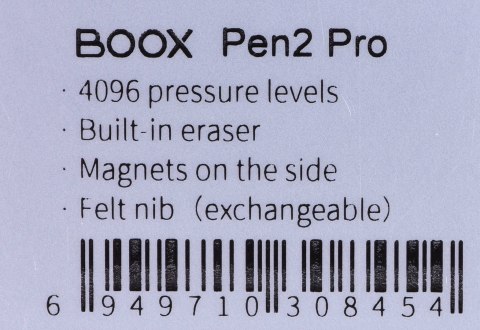 BOOX Pen2 Pro
· 4096 pressure levels
· Built-in eraser
· Magnets on the side
· Felt nib（exchangeable）
6 949710 308454